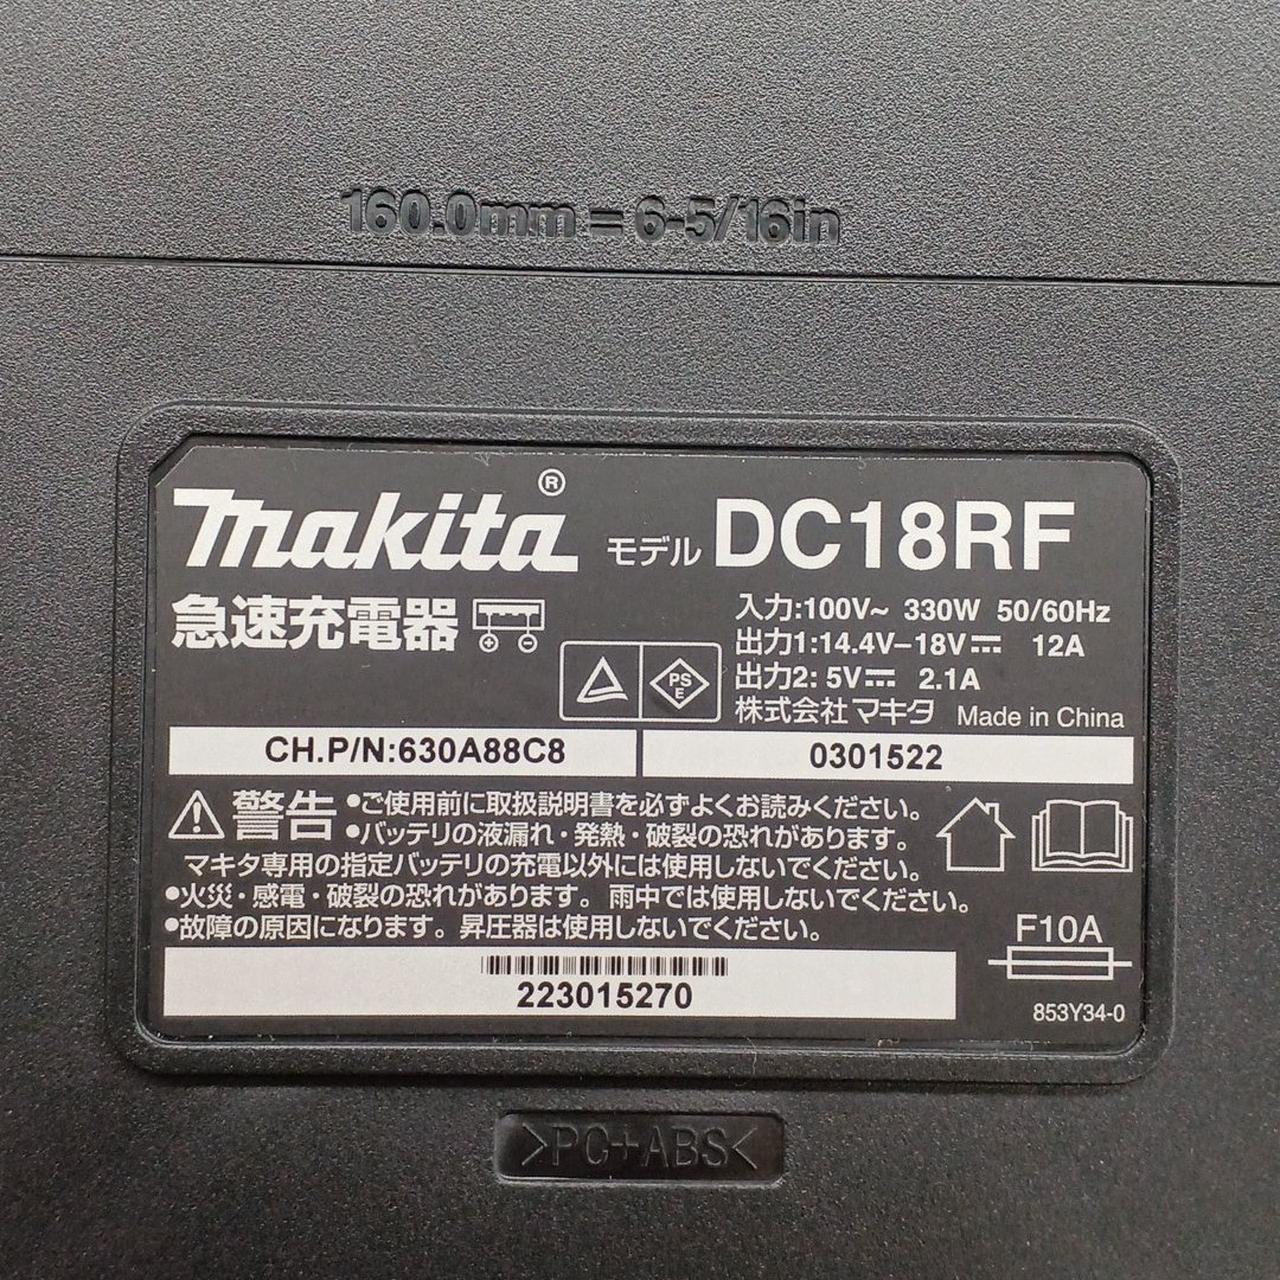 160.0mm = 6-5/16in
makita® モデル DC18RF
急速充電器
入力:100V~ 330W 50/60Hz
出力1:14.4V-18V⎓ 12A
出力2: 5V⎓ 2.1A
PSE
株式会社マキタ Made in China
CH.P/N:630A88C8
0301522
警告 •ご使用前に取扱説明書を必ずよくお読みください。
•バッテリの液漏れ・発熱・破裂の恐れがあります。
マキタ専用の指定バッテリの充電以外には使用しないでください。
•火災・感電・破裂の恐れがあります。雨中では使用しないでください。
•故障の原因になります。昇圧器は使用しないでください。
F10A
223015270
853Y34-0
>PC+ABS<